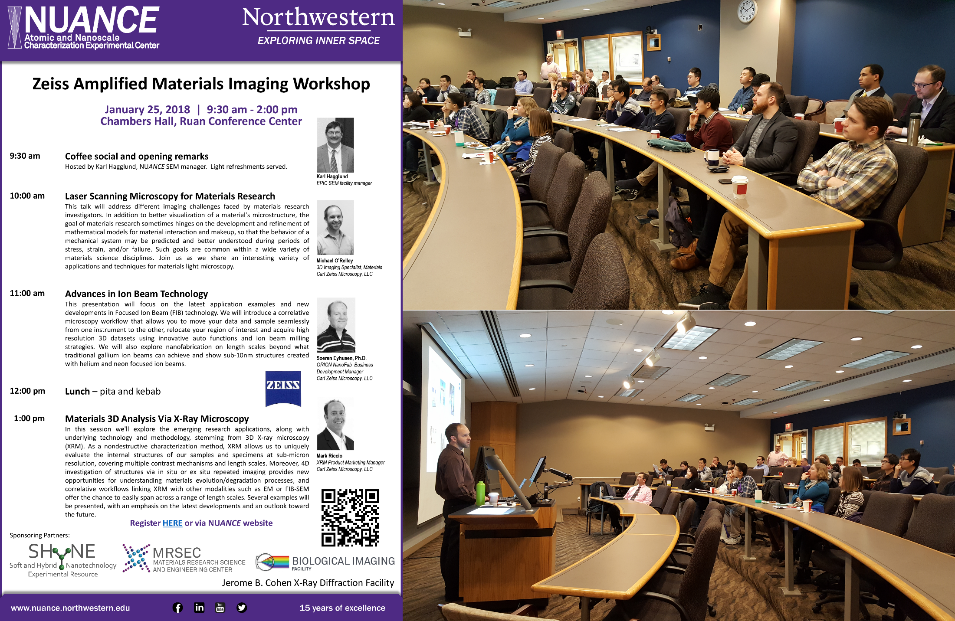 NUANCE
Atomic and Nanoscale
Characterization Experimental Center
Northwestern
EXPLORING INNER SPACE
Zeiss Amplified Materials Imaging Workshop
January 25, 2018 | 9:30 am - 2:00 pm
Chambers Hall, Ruan Conference Center
9:30 am Coffee social and opening remarks
Hosted by Karl Hagglund, NUANCE SEM manager. Light refreshments served.
Karl Hagglund
EPIC SEM facility manager
10:00 am Laser Scanning Microscopy for Materials Research
This talk will address different imaging challenges faced by materials research
investigators. In addition to better visualization of a material's microstructure, the
goal of materials research sometimes hinges on the development and refinement of
mathematical models for material interaction and makeup, so that the behavior of a
mechanical system may be predicted and better understood during periods of
stress, strain, and/or failure. Such goals are common within a wide variety of
materials science disciplines. Join us as we share an interesting variety of
applications and techniques for materials light microscopy.
Michael O'Reiley
3D Imaging Specialist, Materials
Carl Zeiss Microscopy, LLC
11:00 am Advances in Ion Beam Technology
This presentation will focus on the latest application examples and new
developments in Focused Ion Beam (FIB) technology. We will introduce a correlative
microscopy workflow that allows you to move your data and sample seamlessly
from one instrument to the other, relocate your region of interest and acquire high
resolution 3D datasets using innovative auto functions and ion beam milling
strategies. We will also explore nanofabrication on length scales beyond what
traditional gallium ion beams can achieve and show sub-10nm structures created
with helium and neon focused ion beams.
Soeren Eyhusen, Ph.D.
ORION NanoFab Business
Development Manager
Carl Zeiss Microscopy, LLC
12:00 pm Lunch – pita and kebab
ZEISS
1:00 pm Materials 3D Analysis Via X-Ray Microscopy
In this session we'll explore the emerging research applications, along with
underlying technology and methodology, stemming from 3D X-ray microscopy
(XRM). As a nondestructive characterization method, XRM allows us to uniquely
evaluate the internal structures of our samples and specimens at sub-micron
resolution, covering multiple contrast mechanisms and length scales. Moreover, 4D
investigation of structures via in situ or ex situ repeated imaging provides new
opportunities for understanding materials evolution/degradation processes, and
correlative workflows linking XRM with other modalities such as EM or FIB-SEM
offer the chance to easily span across a range of length scales. Several examples will
be presented, with an emphasis on the latest developments and an outlook toward
the future.
Mark Riccio
XRM Product Marketing Manager
Carl Zeiss Microscopy, LLC
Register HERE or via NUANCE website
Sponsoring Partners:
SHYNE
Soft and Hybrid Nanotechnology
Experimental Resource
MRSEC
MATERIALS RESEARCH SCIENCE
AND ENGINEERING CENTER
BIOLOGICAL IMAGING
FACILITY
Jerome B. Cohen X-Ray Diffraction Facility
www.nuance.northwestern.edu
15 years of excellence